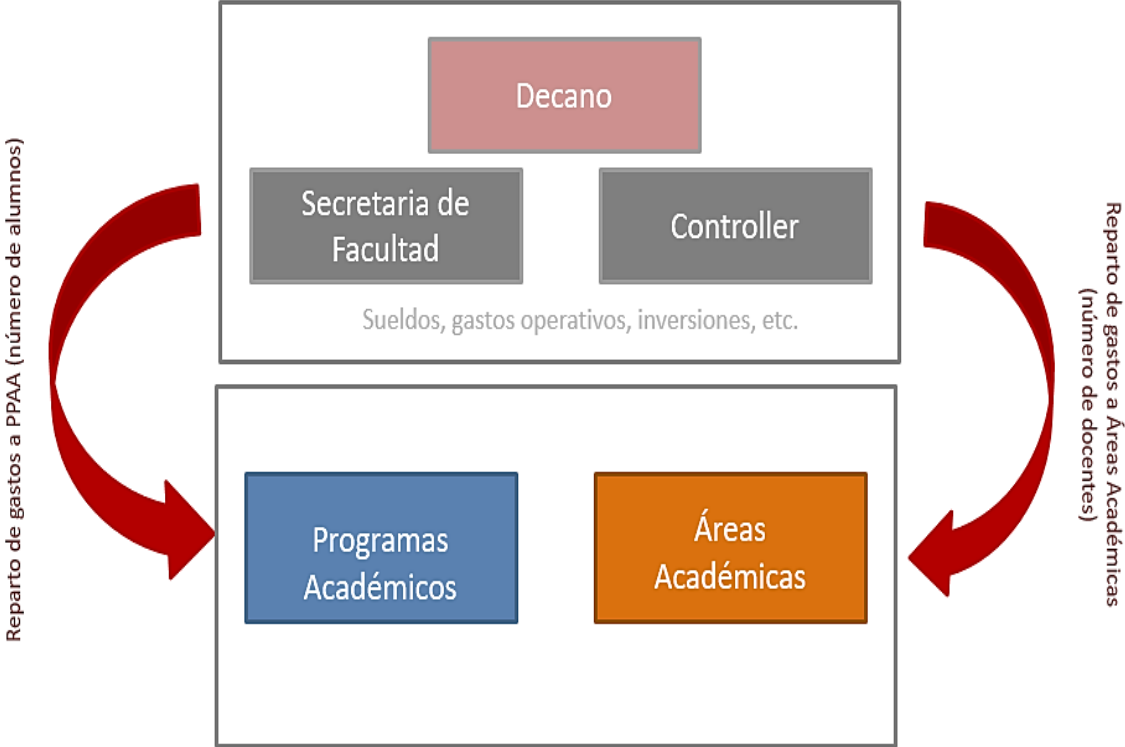 Decano
Secretaria de
Facultad
Controller
Sueldos, gastos operativos, inversiones, etc.
Reparto de gastos a PPAA (número de alumnos)
Reparto de gastos a Áreas Académicas
(número de docentes)
Programas
Académicos
Áreas
Académicas